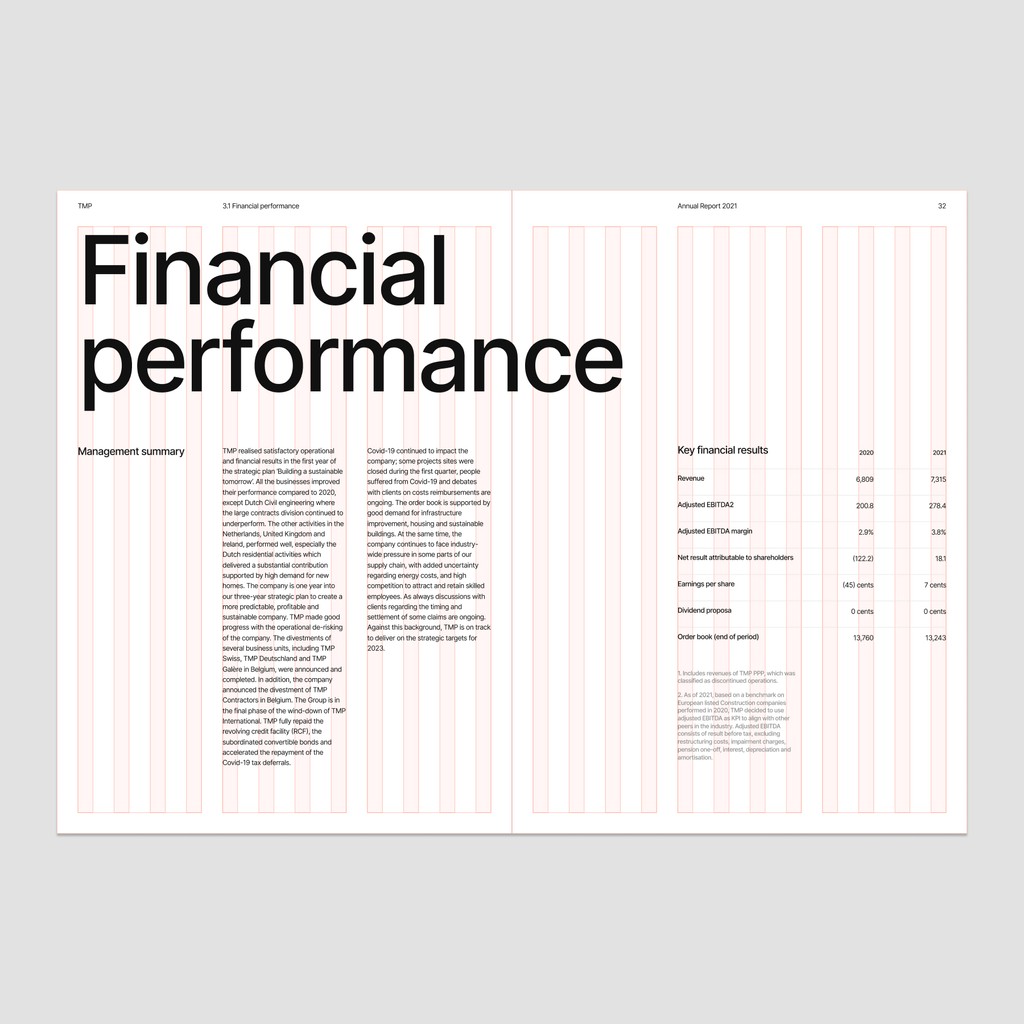 TMP
3.1 Financial performance
Annual Report 2021
32
Financial
performance
Management summary
TMP realised satisfactory operational
and financial results in the first year of
the strategic plan 'Building a sustainable
tomorrow'. All the businesses improved
their performance compared to 2020,
except Dutch Civil engineering where
the large contracts division continued to
underperform. The other activities in the
Netherlands, United Kingdom and
Ireland, performed well, especially the
Dutch residential activities which
delivered a substantial contribution
supported by high demand for new
homes. The company is one year into
our three-year strategic plan to create a
more predictable, profitable and
sustainable company. TMP made good
progress with the operational de-risking
of the company. The divestments of
several business units, including TMP
Swiss, TMP Deutschland and TMP
Galère in Belgium, were announced and
completed. In addition, the company
announced the divestment of TMP
Contractors in Belgium. The Group is in
the final phase of the wind-down of TMP
International. TMP fully repaid the
revolving credit facility (RCF), the
subordinated convertible bonds and
accelerated the repayment of the
Covid-19 tax deferrals.
Covid-19 continued to impact the
company; some projects sites were
closed during the first quarter, people
suffered from Covid-19 and debates
with clients on costs reimbursements are
ongoing. The order book is supported by
good demand for infrastructure
improvement, housing and sustainable
buildings. At the same time, the
company continues to face industry-
wide pressure in some parts of our
supply chain, with added uncertainty
regarding energy costs, and high
competition to attract and retain skilled
employees. As always discussions with
clients regarding the timing and
settlement of some claims are ongoing.
Against this background, TMP is on track
to deliver on the strategic targets for
2023.
Key financial results 2020 2021
Revenue 6,809 7,315
Adjusted EBITDA2 200.8 278.4
Adjusted EBITDA margin 2.9% 3.8%
Net result attributable to shareholders (122.2) 18.1
Earnings per share (45) cents 7 cents
Dividend proposa 0 cents 0 cents
Order book (end of period) 13,760 13,243
1. Includes revenues of TMP PPP, which was
classified as discontinued operations.
2. As of 2021, based on a benchmark on
European listed Construction companies
performed in 2020, TMP decided to use
adjusted EBITDA as KPI to align with other
peers in the industry. Adjusted EBITDA
consists of result before tax, excluding
restructuring costs, impairment charges,
pension one-off, interest, depreciation and
amortisation.